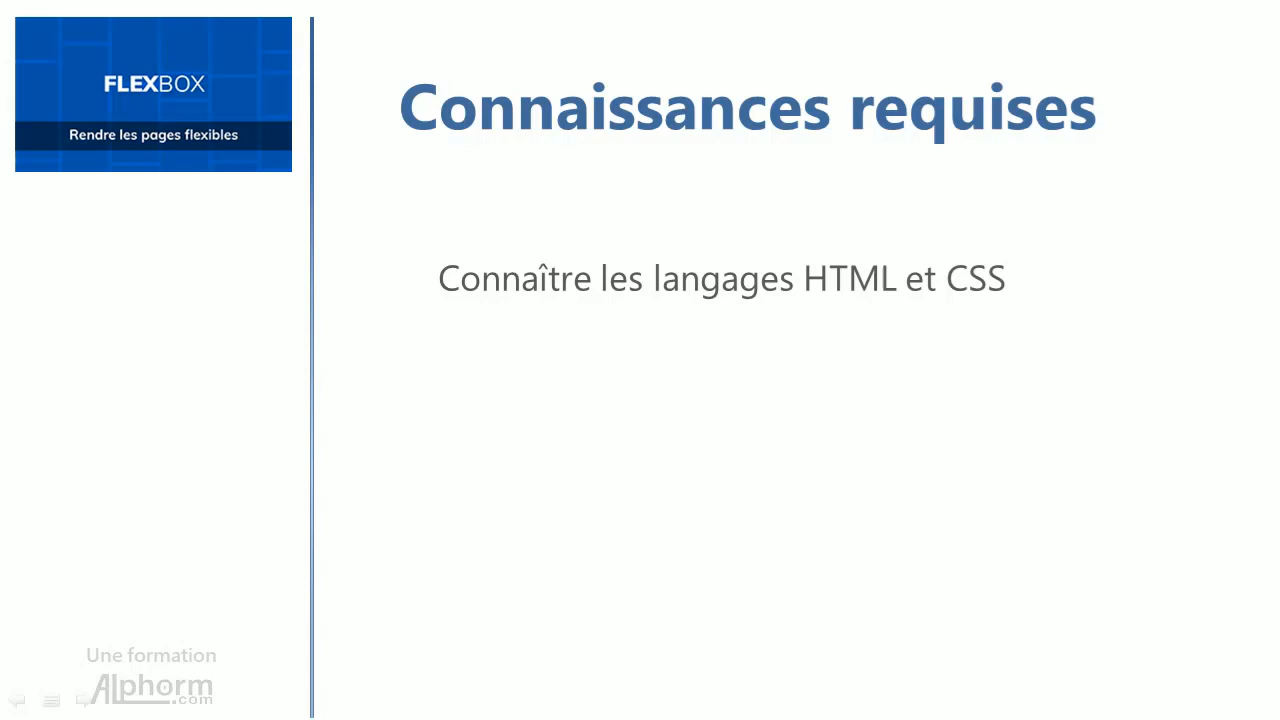 FLEXBOX
Rendre les pages flexibles
Connaissances requises
Connaître les langages HTML et CSS
Une formation
Alphorm
.com